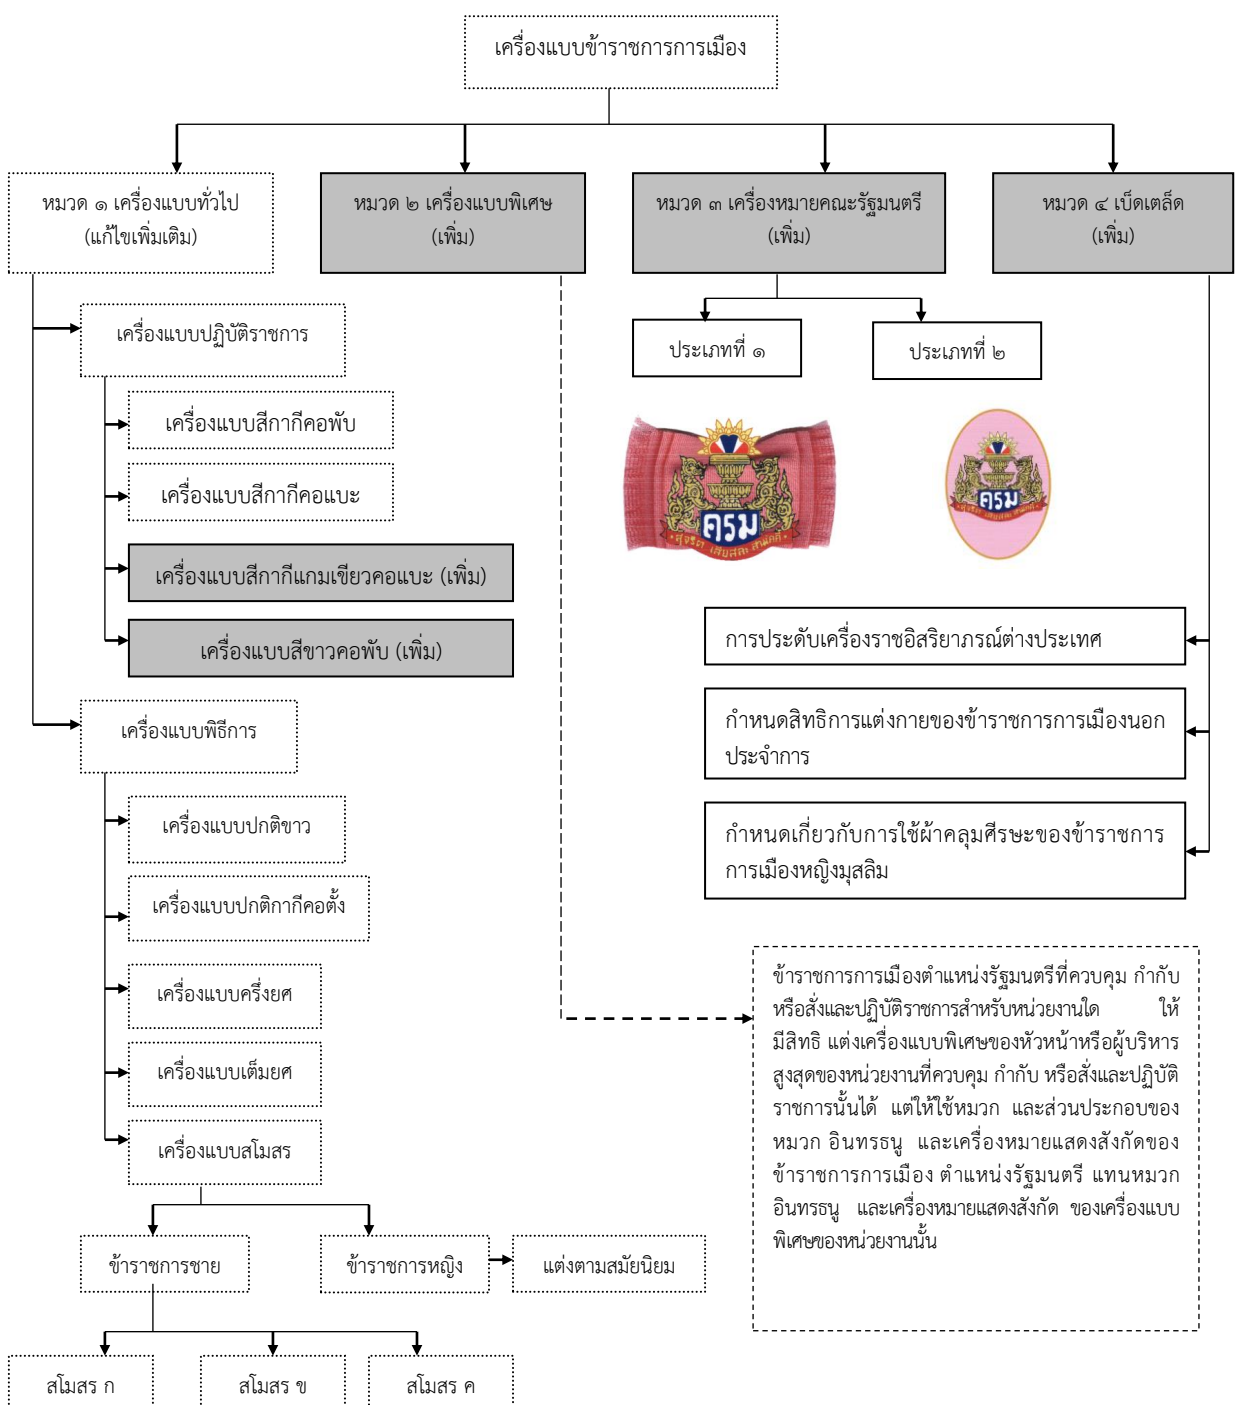 เครื่องแบบข้าราชการการเมือง
หมวด ๑ เครื่องแบบทั่วไป
(แก้ไขเพิ่มเติม)
หมวด ๒ เครื่องแบบพิเศษ
(เพิ่ม)
หมวด ๓ เครื่องหมายคณะรัฐมนตรี
(เพิ่ม)
หมวด ๔ เบ็ดเตล็ด
(เพิ่ม)
เครื่องแบบปฏิบัติราชการ
เครื่องแบบสีกากีคอพับ
เครื่องแบบสีกากีคอแบะ
เครื่องแบบสีกากีแกมเขียวคอแบะ (เพิ่ม)
เครื่องแบบสีขาวคอพับ (เพิ่ม)
เครื่องแบบพิธีการ
เครื่องแบบปกติขาว
เครื่องแบบปกติกากีคอตั้ง
เครื่องแบบครึ่งยศ
เครื่องแบบเต็มยศ
เครื่องแบบสโมสร
ข้าราชการชาย
ข้าราชการหญิง
แต่งตามสมัยนิยม
สโมสร ก
สโมสร ข
สโมสร ค
ประเภทที่ ๑
ประเภทที่ ๒
ครม
สุจริต เสียสละ สามัคคี
ครม
สุจริต เสียสละ สามัคคี
การประดับเครื่องราชอิสริยาภรณ์ต่างประเทศ
กำหนดสิทธิการแต่งกายของข้าราชการการเมืองนอก
ประจำการ
กำหนดเกี่ยวกับการใช้ผ้าคลุมศีรษะของข้าราชการ
การเมืองหญิงมุสลิม
ข้าราชการการเมืองตำแหน่งรัฐมนตรีที่ควบคุม กำกับ
หรือสั่งและปฏิบัติราชการสำหรับหน่วยงานใด ให้
มีสิทธิ แต่งเครื่องแบบพิเศษของหัวหน้าหรือผู้บริหาร
สูงสุดของหน่วยงานที่ควบคุม กำกับ หรือสั่งและปฏิบัติ
ราชการนั้นได้ แต่ให้ใช้หมวก และส่วนประกอบของ
หมวก อินทรธนู และเครื่องหมายแสดงสังกัดของ
ข้าราชการการเมือง ตำแหน่งรัฐมนตรี แทนหมวก
อินทรธนู และเครื่องหมายแสดงสังกัด ของเครื่องแบบ
พิเศษของหน่วยงานนั้น